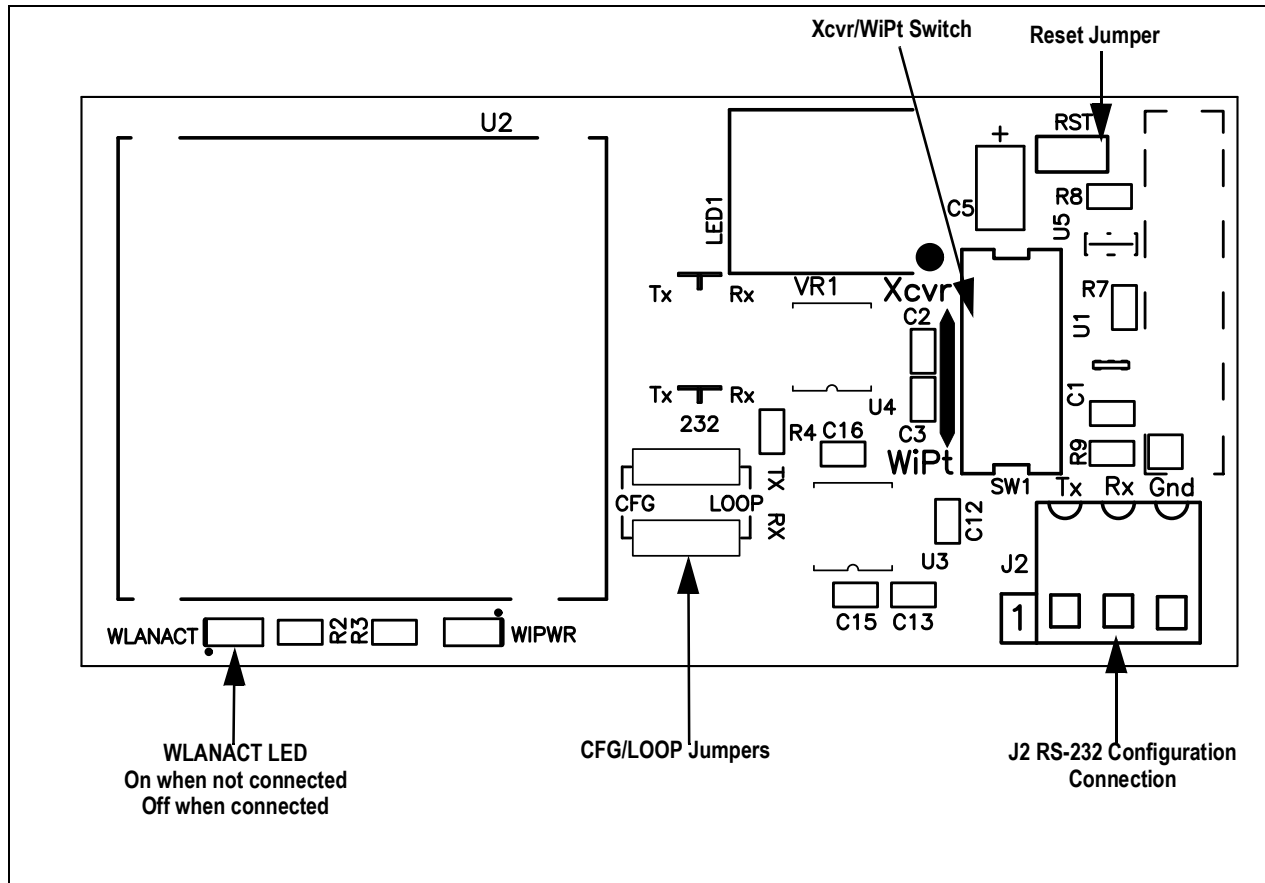 Xcvr/WiPt Switch
Reset Jumper
U2
LED1
+
C5
RST
R8
U5
Tx
Rx
VR1
Xcvr
C2
R7
U1
Tx
Rx
232
R4
C16
U4
C3
WiPt
C1
R9
SW1
Tx Rx Gnd
CFG LOOP
TX
RX
C12
U3
J2
1
C15 C13
WLANACT
R2
R3
WIPWR
WLANACT LED
On when not connected
Off when connected
CFG/LOOP Jumpers
J2 RS-232 Configuration
Connection